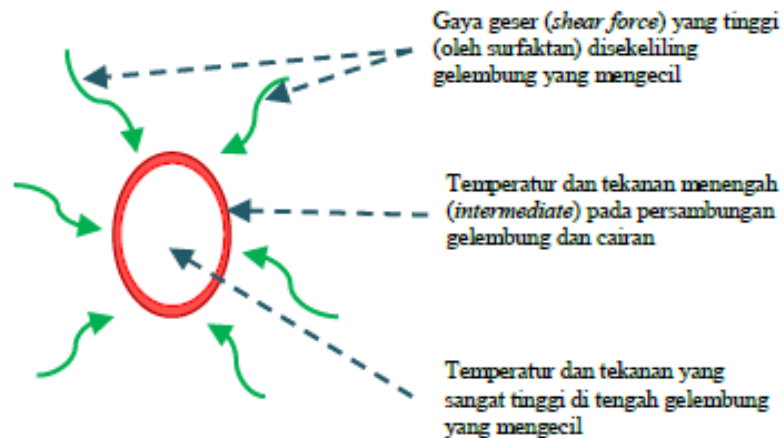 Gaya geser (shear force) yang tinggi
(oleh surfaktan) disekeliling
gelembung yang mengecil
Temperatur dan tekanan menengah
(intermediate) pada persambungan
gelembung dan cairan
Temperatur dan tekanan yang
sangat tinggi di tengah gelembung
yang mengecil